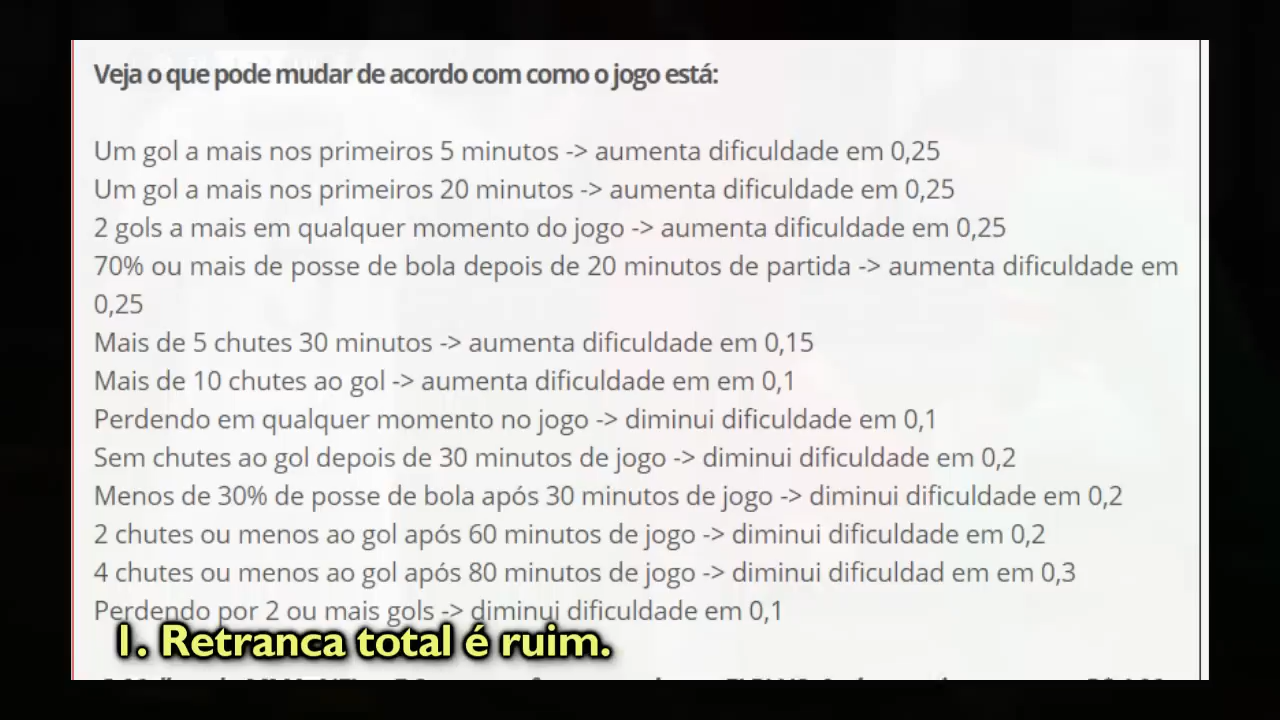 Veja o que pode mudar de acordo com como o jogo está:
Um gol a mais nos primeiros 5 minutos -> aumenta dificuldade em 0,25
Um gol a mais nos primeiros 20 minutos -> aumenta dificuldade em 0,25
2 gols a mais em qualquer momento do jogo -> aumenta dificuldade em 0,25
70% ou mais de posse de bola depois de 20 minutos de partida -> aumenta dificuldade em
0,25
Mais de 5 chutes 30 minutos -> aumenta dificuldade em 0,15
Mais de 10 chutes ao gol -> aumenta dificuldade em em 0,1
Perdendo em qualquer momento no jogo -> diminui dificuldade em 0,1
Sem chutes ao gol depois de 30 minutos de jogo -> diminui dificuldade em 0,2
Menos de 30% de posse de bola após 30 minutos de jogo -> diminui dificuldade em 0,2
2 chutes ou menos ao gol após 60 minutos de jogo -> diminui dificuldade em 0,2
4 chutes ou menos ao gol após 80 minutos de jogo -> diminui dificuldad em em 0,3
Perdendo por 2 ou mais gols -> diminui dificuldade em 0,1
1. Retranca total é ruim.